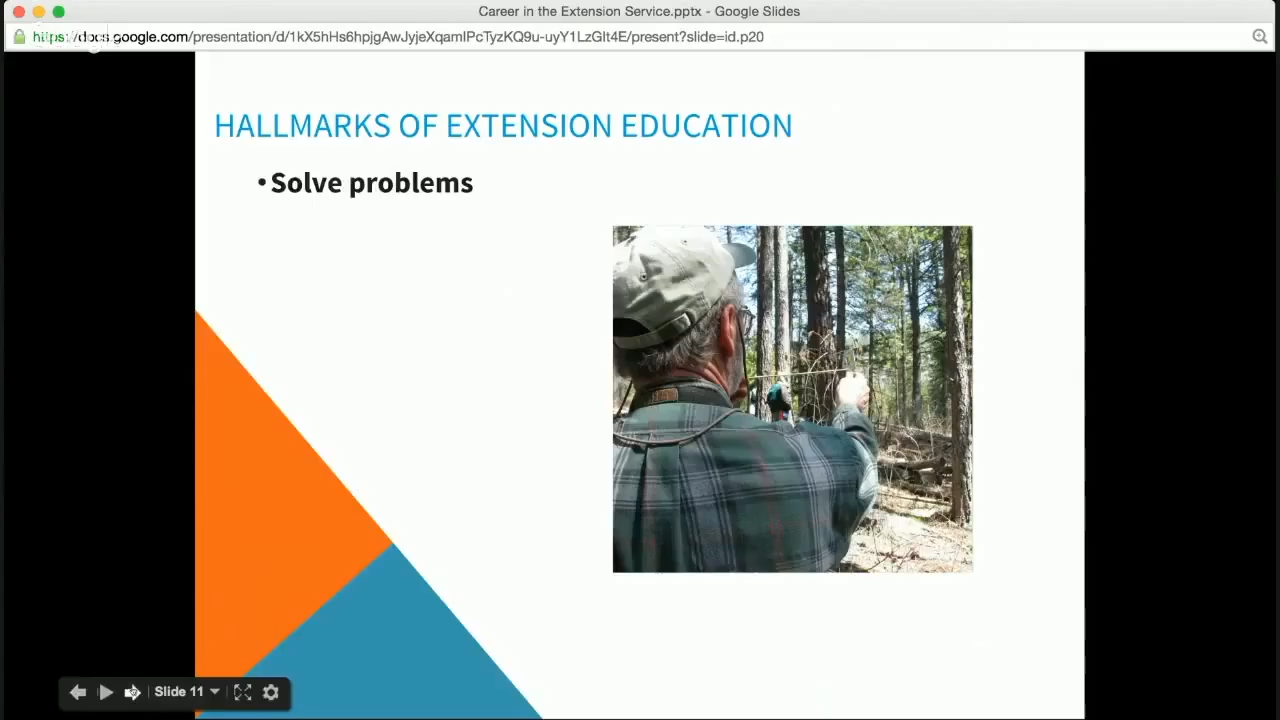 Career in the Extension Service.pptx - Google Slides
https://docs.google.com/presentation/d/1kX5hHs6hpjgAwJyjeXqamIPcTyzKQ9u-uyY1LzGIt4E/present?slide=id.p20
HALLMARKS OF EXTENSION EDUCATION
• Solve problems
Slide 11